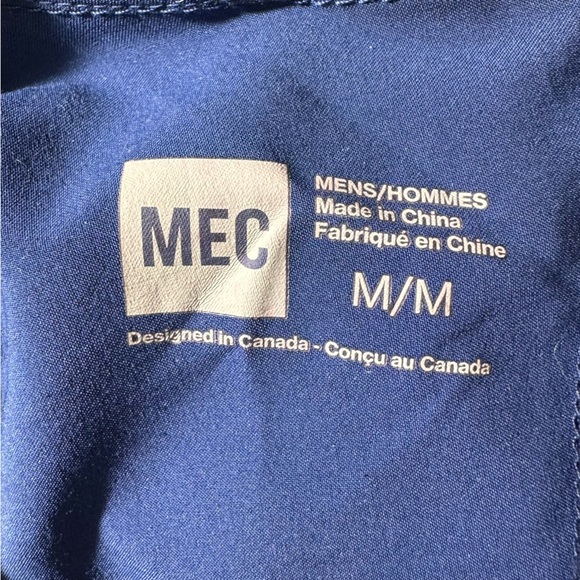 MEC
MENS/HOMMES
Made in China
Fabriqué en Chine
M/M
Designed in Canada - Conçu au Canada